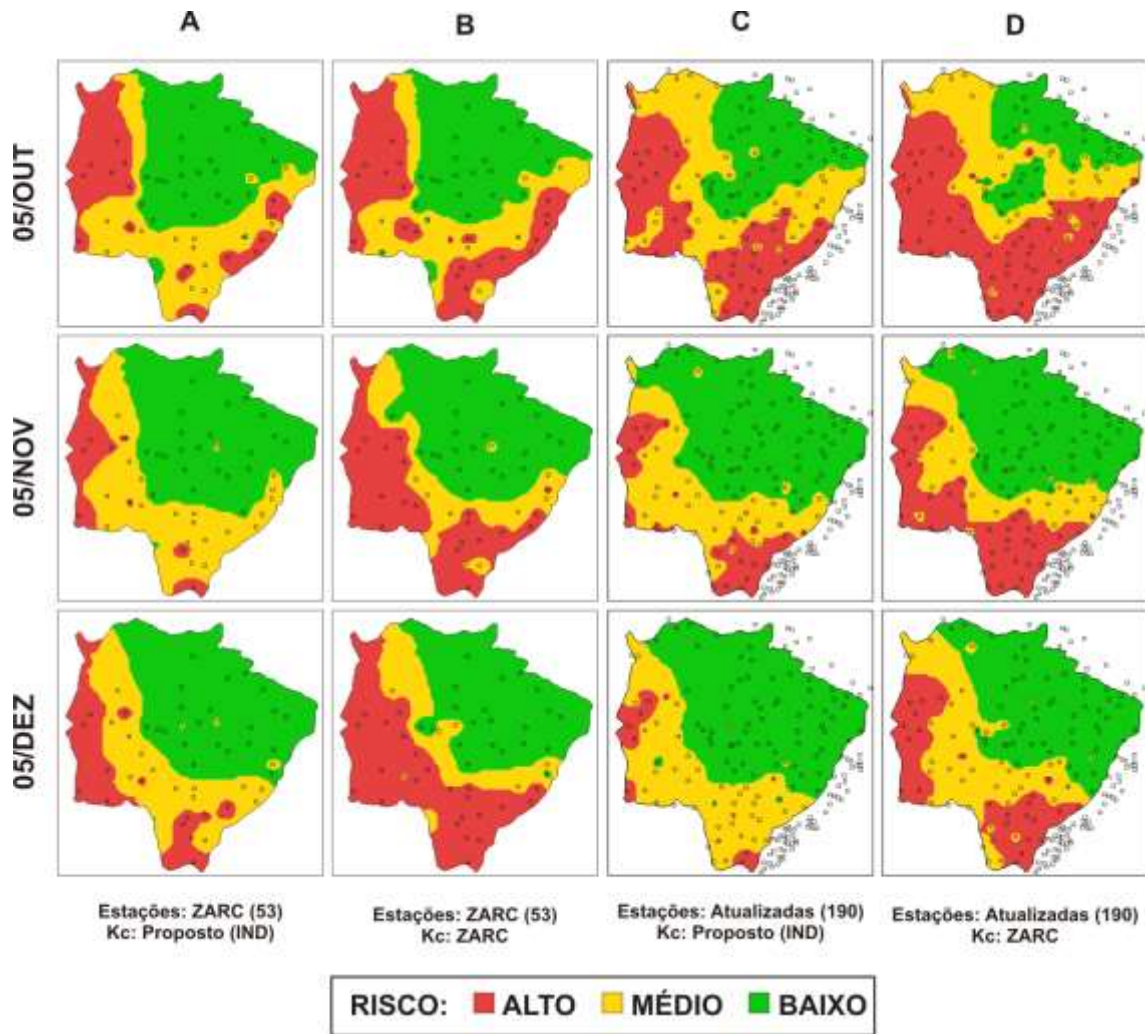 A
B
C
D
05/OUT
05/NOV
05/DEZ
Estações: ZARC (53)
Kc: Proposto (IND)
Estações: ZARC (53)
Kc: ZARC
Estações: Atualizadas (190)
Kc: Proposto (IND)
Estações: Atualizadas (190)
Kc: ZARC
RISCO: ALTO MÉDIO BAIXO